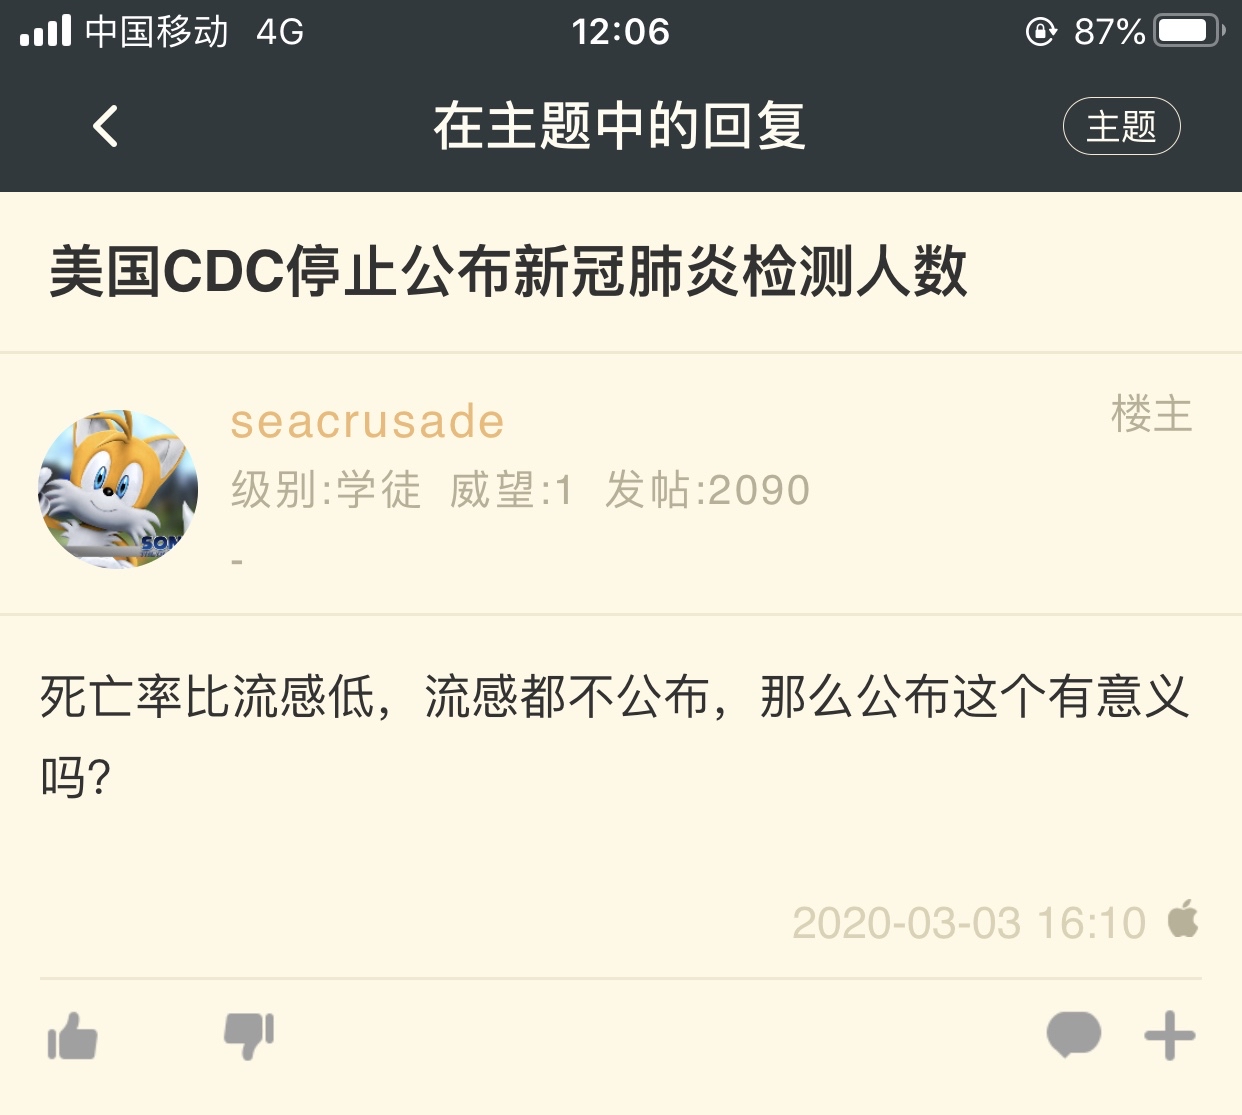 中国移动 4G 12:06 87%
在主题中的回复 主题
美国CDC停止公布新冠肺炎检测人数
seacrusade 楼主
级别:学徒 威望:1 发帖:2090
-
SON
死亡率比流感低，流感都不公布，那么公布这个有意义
吗?
2020-03-03 16:10